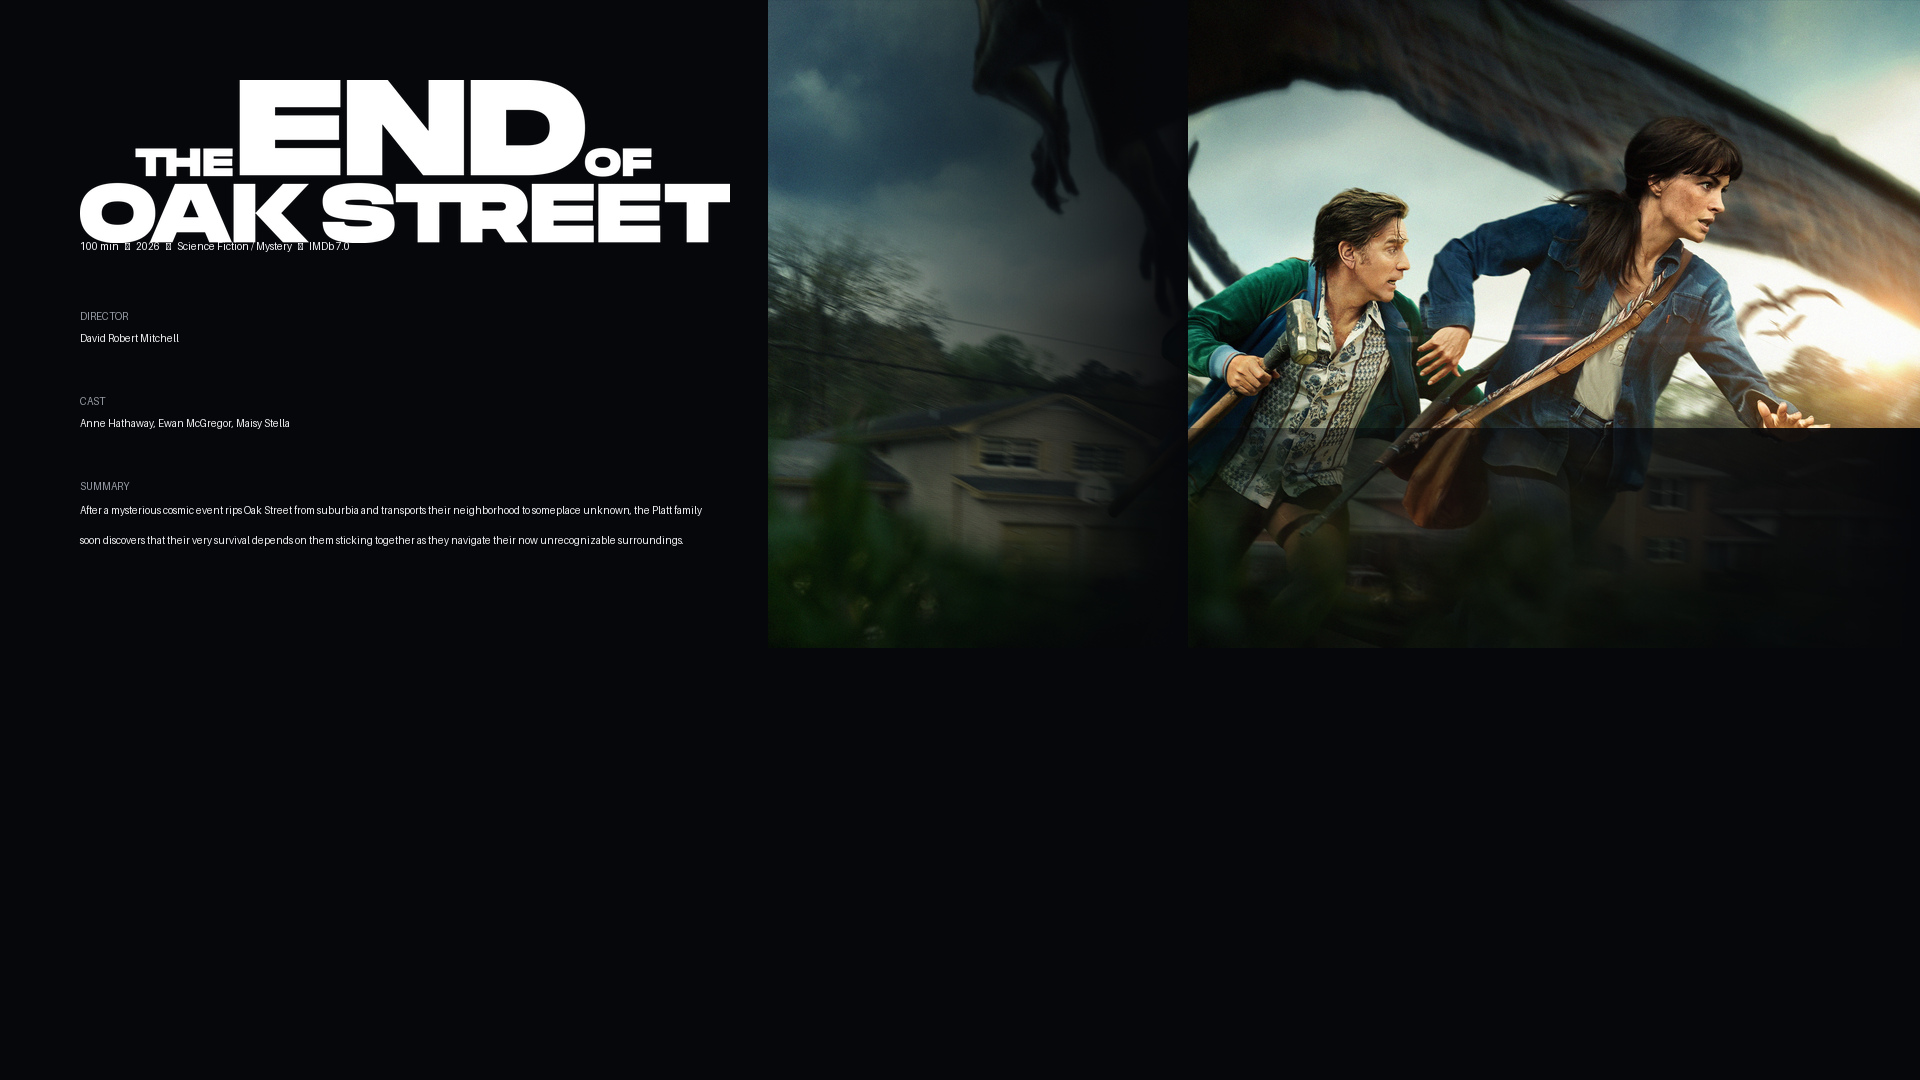 THE END OF
OAK STREET
100 min  2026  Science Fiction / Mystery  IMDb 7.0
DIRECTOR
David Robert Mitchell
CAST
Anne Hathaway, Ewan McGregor, Maisy Stella
SUMMARY
After a mysterious cosmic event rips Oak Street from suburbia and transports their neighborhood to someplace unknown, the Platt family
soon discovers that their very survival depends on them sticking together as they navigate their now unrecognizable surroundings.